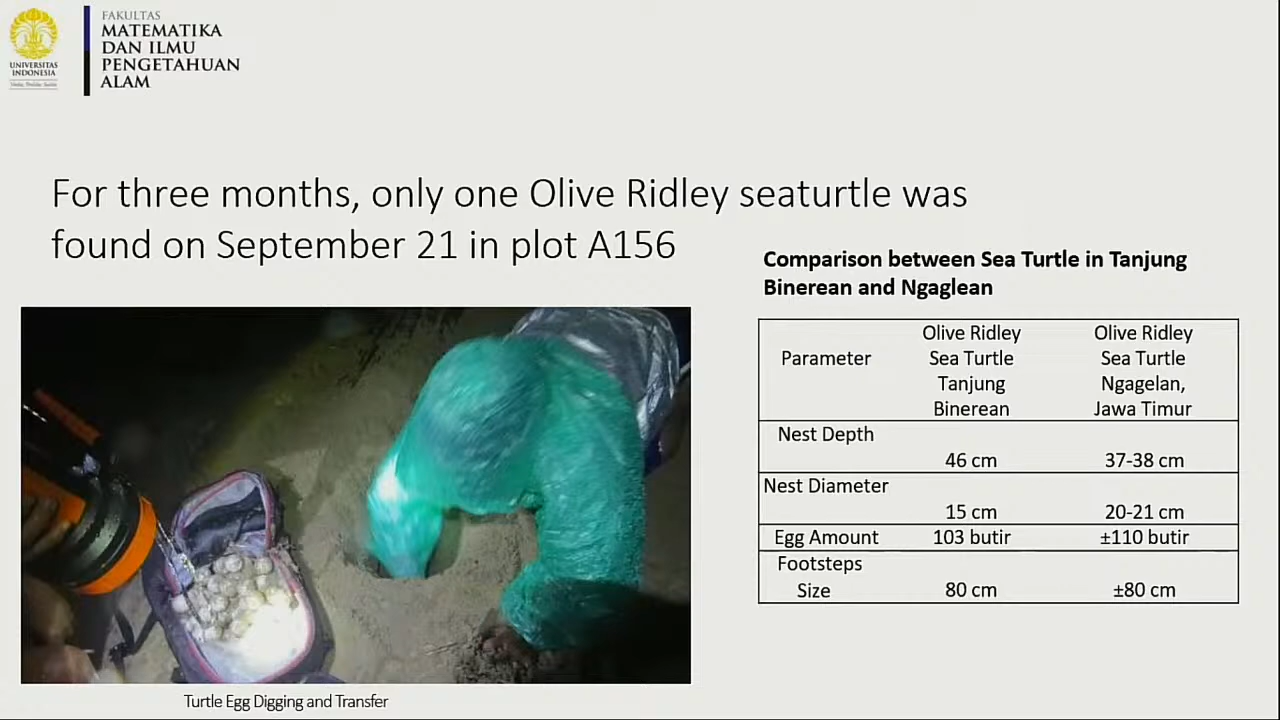 UNIVERSITAS
INDONESIA
FAKULTAS
MATEMATIKA
DAN ILMU
PENGETAHUAN
ALAM
For three months, only one Olive Ridley seaturtle was
found on September 21 in plot A156
Comparison between Sea Turtle in Tanjung
Binerean and Ngaglean
Parameter
Olive Ridley
Sea Turtle
Tanjung
Binerean
Olive Ridley
Sea Turtle
Ngagelan,
Jawa Timur
Nest Depth
46 cm 37-38 cm
Nest Diameter
15 cm 20-21 cm
Egg Amount 103 butir ±110 butir
Footsteps
Size 80 cm ±80 cm
Turtle Egg Digging and Transfer